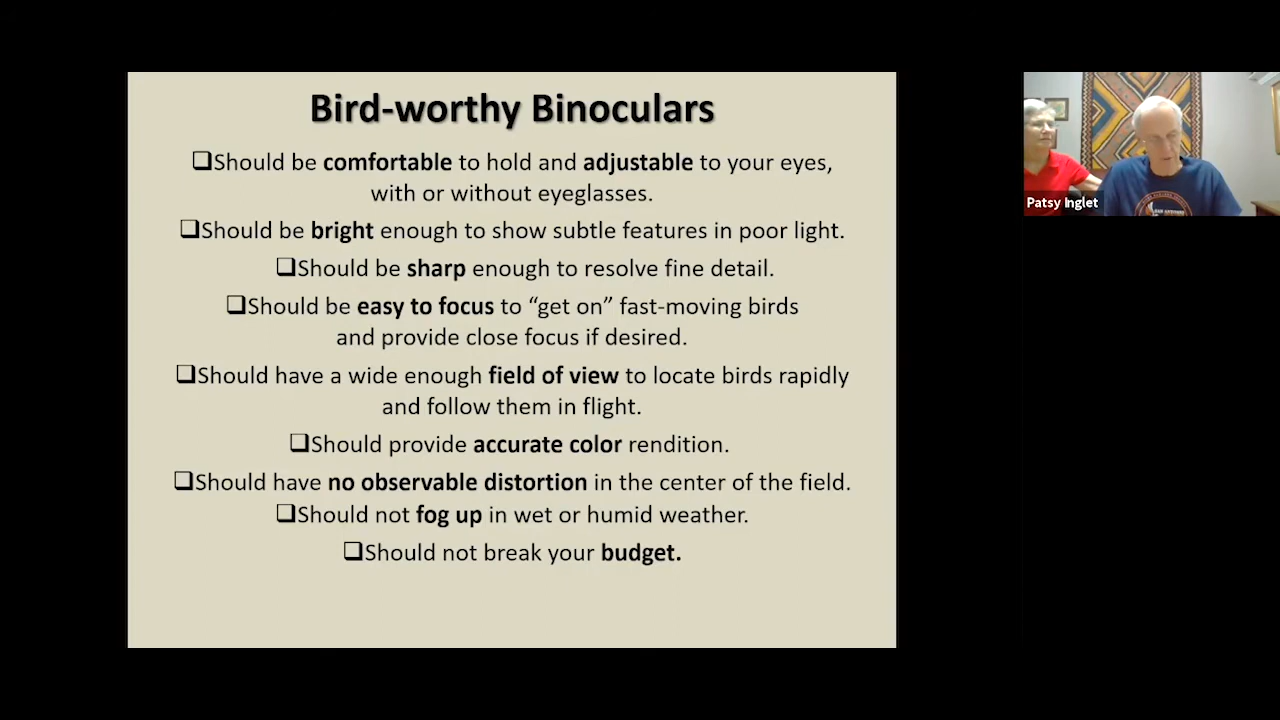 Bird-worthy Binoculars
❑Should be comfortable to hold and adjustable to your eyes,
with or without eyeglasses.
❑Should be bright enough to show subtle features in poor light.
❑Should be sharp enough to resolve fine detail.
❑Should be easy to focus to “get on” fast-moving birds
and provide close focus if desired.
❑Should have a wide enough field of view to locate birds rapidly
and follow them in flight.
❑Should provide accurate color rendition.
❑Should have no observable distortion in the center of the field.
❑Should not fog up in wet or humid weather.
❑Should not break your budget.
Patsy Inglet